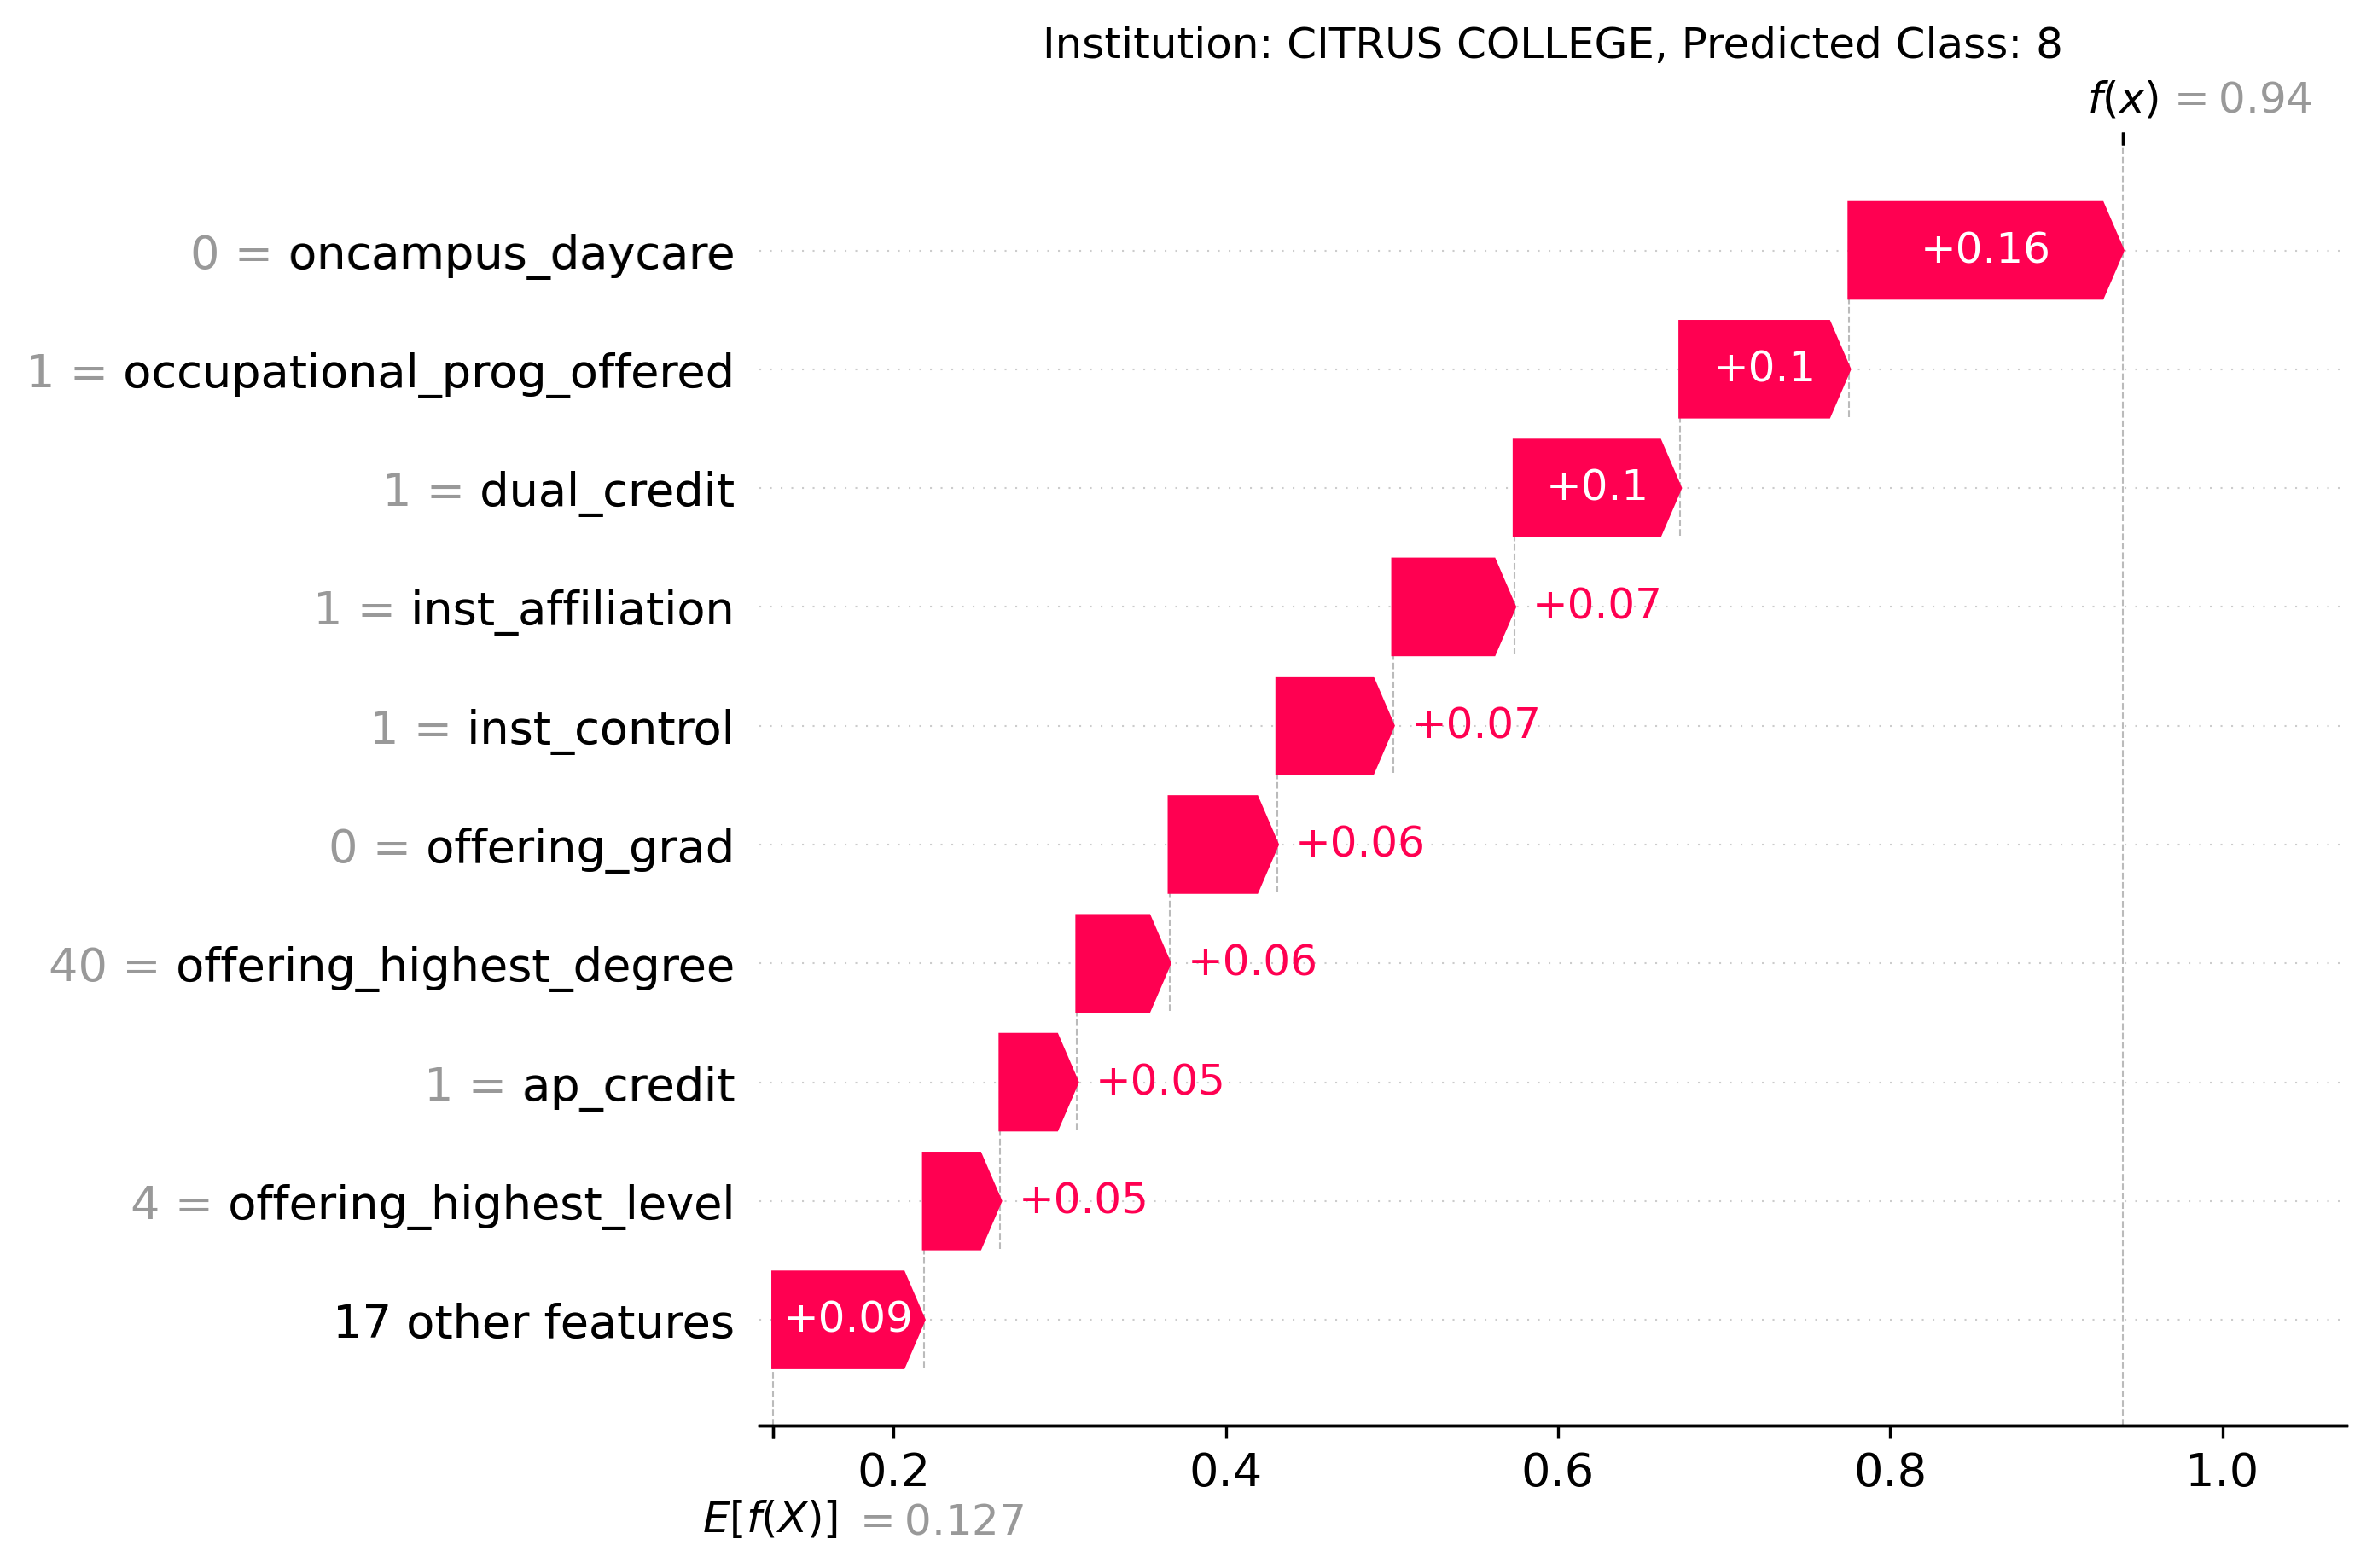 Institution: CITRUS COLLEGE, Predicted Class: 8
f(x) = 0.94
0 = oncampus_daycare +0.16
1 = occupational_prog_offered +0.1
1 = dual_credit +0.1
1 = inst_affiliation +0.07
1 = inst_control +0.07
0 = offering_grad +0.06
40 = offering_highest_degree +0.06
1 = ap_credit +0.05
4 = offering_highest_level +0.05
17 other features +0.09
0.2 0.4 0.6 0.8 1.0
E[f(X)] = 0.127